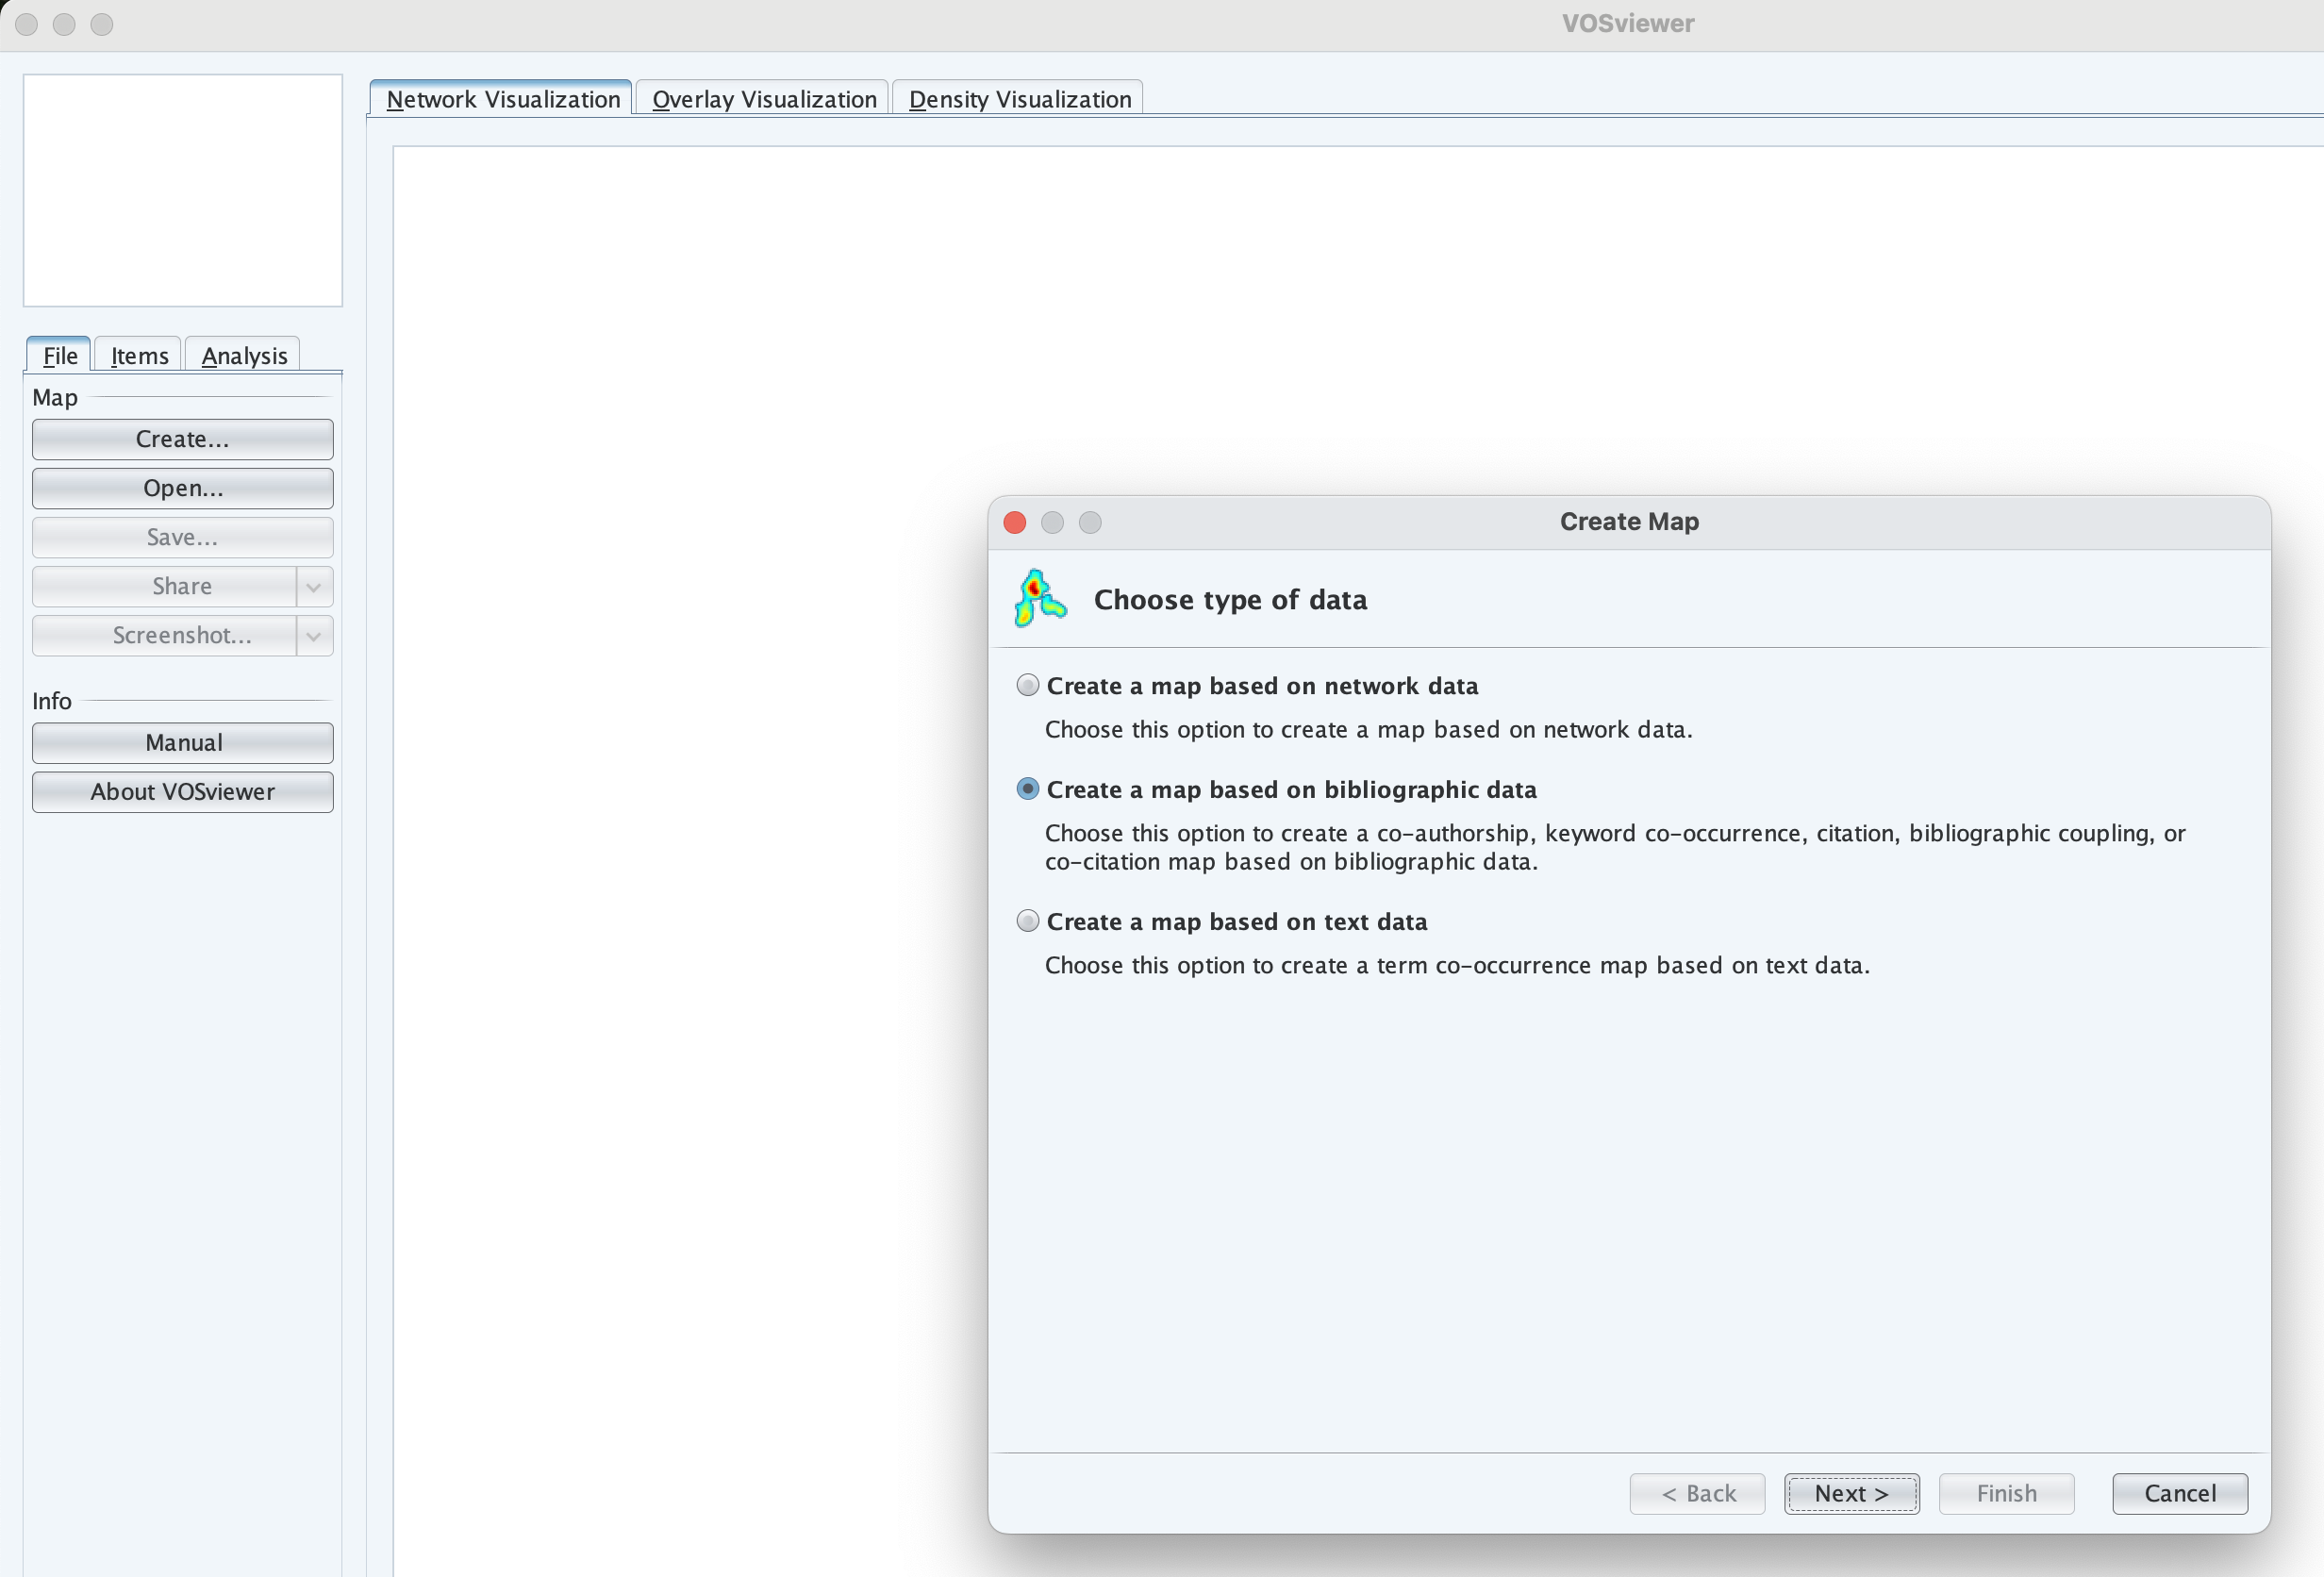 VOSviewer
Network Visualization
Overlay Visualization
Density Visualization
File
Items
Analysis
Map
Create...
Open...
Save...
Share
Screenshot...
Info
Manual
About VOSviewer
Create Map
Choose type of data
Create a map based on network data
Choose this option to create a map based on network data.
Create a map based on bibliographic data
Choose this option to create a co-authorship, keyword co-occurrence, citation, bibliographic coupling, or
co-citation map based on bibliographic data.
Create a map based on text data
Choose this option to create a term co-occurrence map based on text data.
< Back
Next >
Finish
Cancel